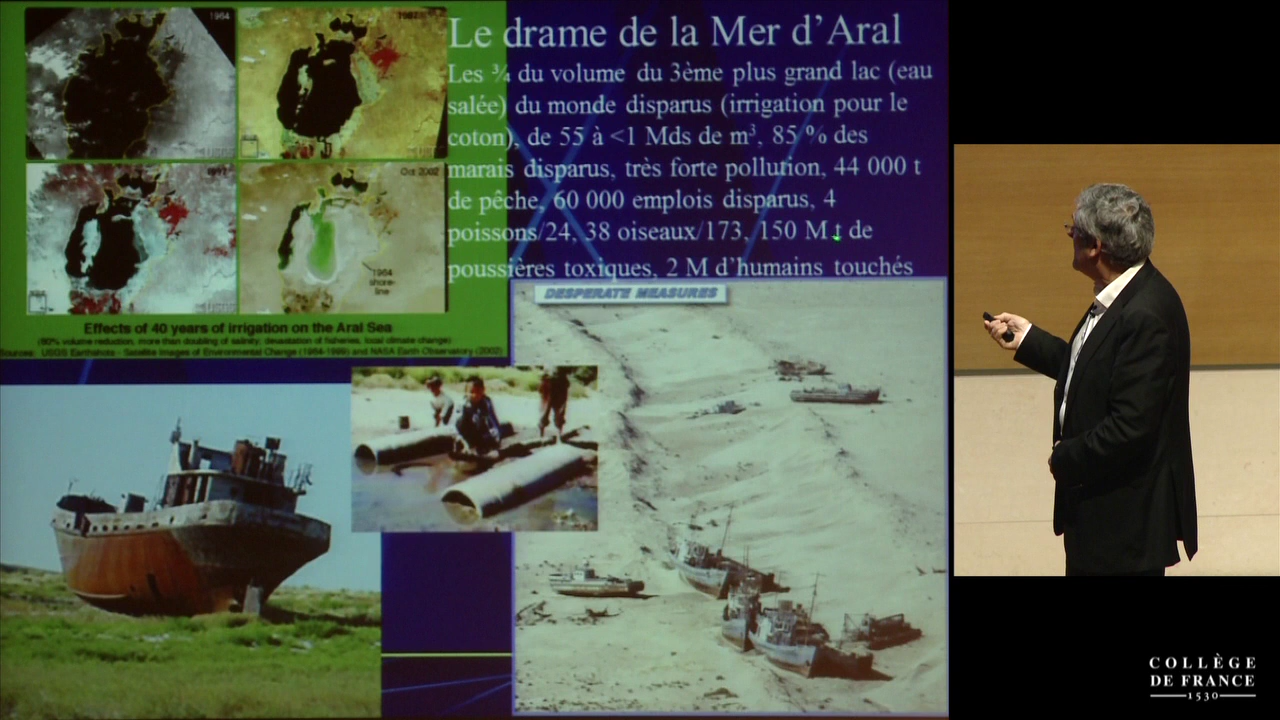 1964
Le drame de la Mer d'Aral
Les ¾ du volume du 3ème plus grand lac (eau
salée) du monde disparus (irrigation pour le
coton), de 55 à <1 Mds de m³, 85 % des
marais disparus, très forte pollution, 44 000 t
de pêche, 60 000 emplois disparus, 4
poissons/24, 38 oiseaux/173, 150 M t de
poussières toxiques, 2 M d'humains touchés
1997
Oct 2002
1964
shore-
line
Effects of 40 years of irrigation on the Aral Sea
(80% volume reduction, more than doubling of salinity, devastation of fisheries, local climate change)
Sources: USGS Earthshots - Satellite Images of Environmental Change (1964-1999) and NASA Earth Observatory (2002)
DESPERATE MEASURES
COLLÈGE
DE FRANCE
1530